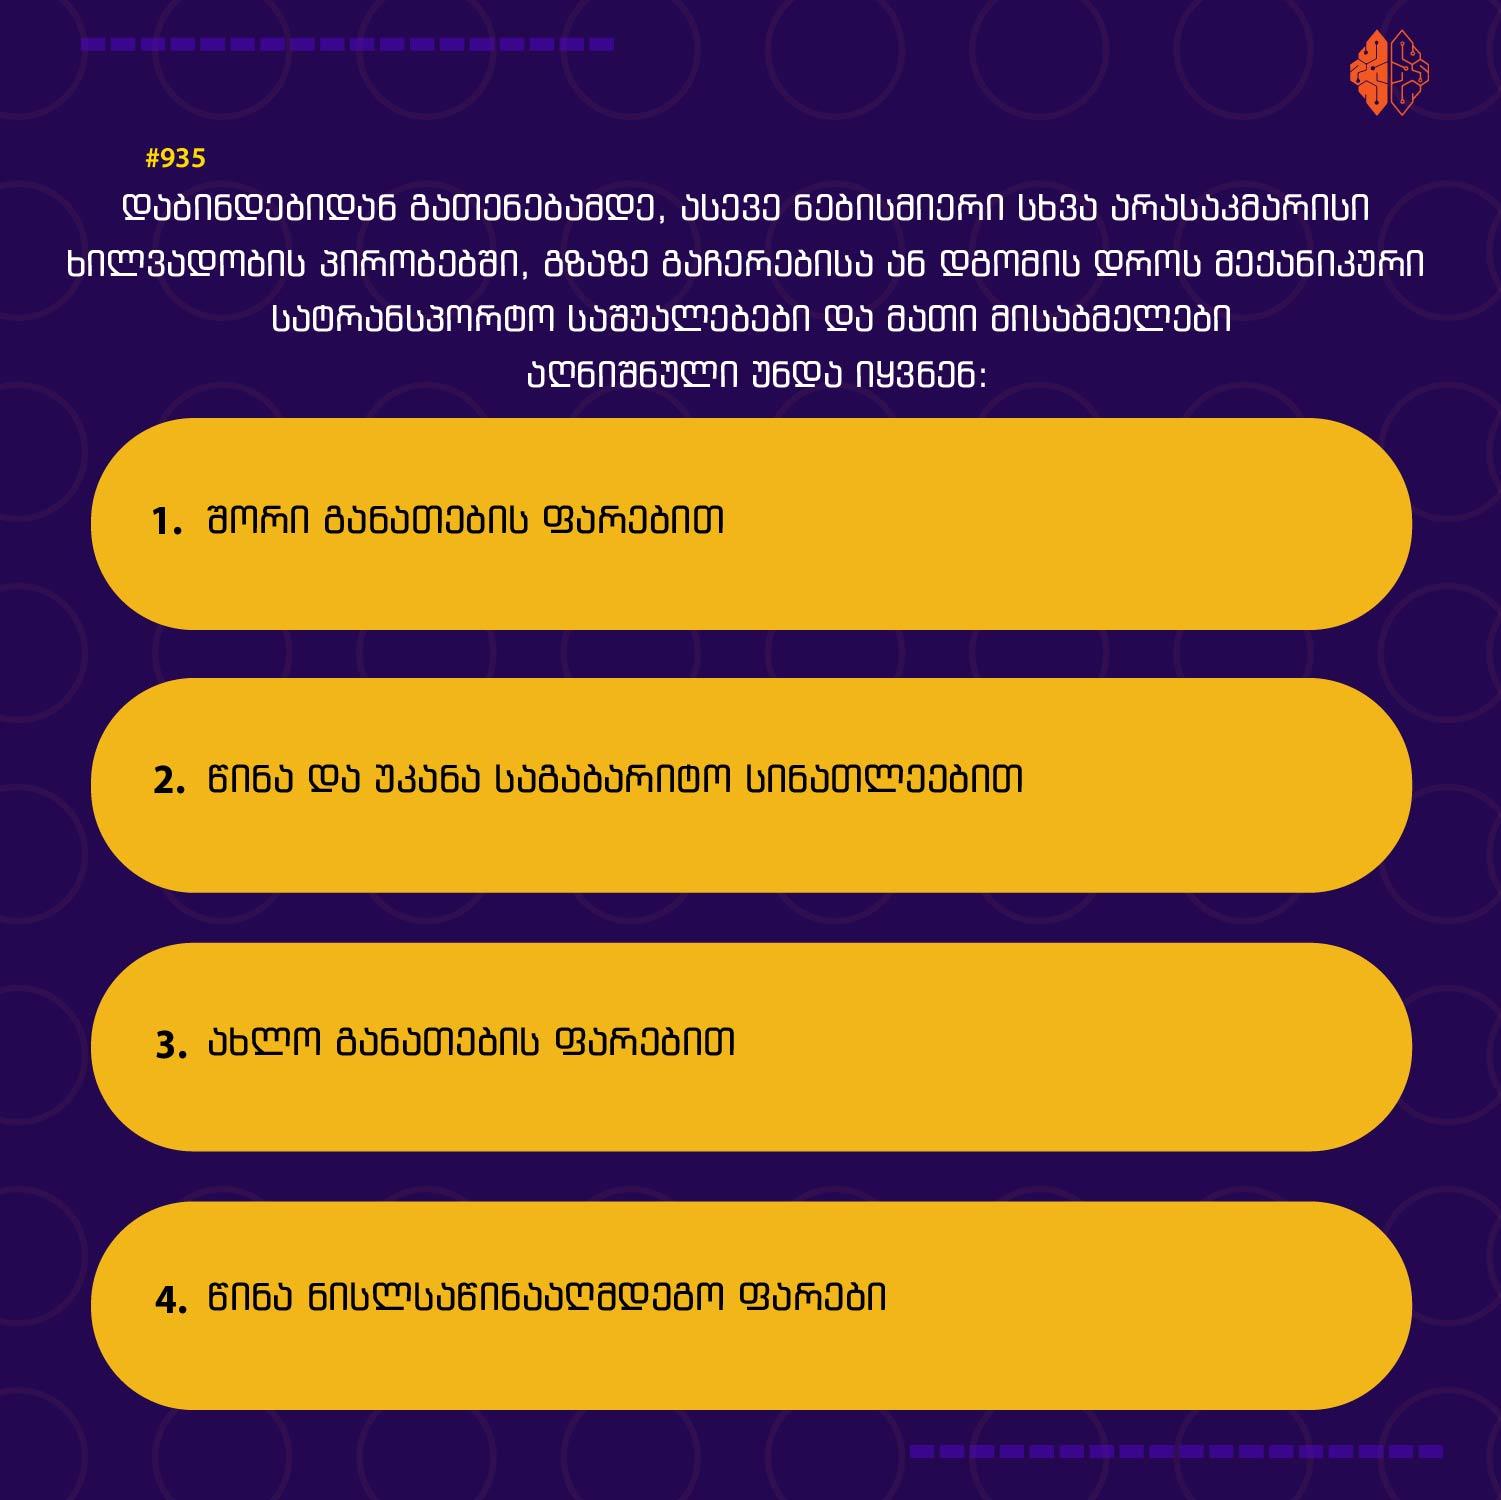 #935
დაბინდებიდან გათენებამდე, ასევე ნებისმიერი სხვა არასაკმარისი
ხილვადობის პირობებში, გზაზე გაჩერებისა ან დგომის დროს მექანიკური
სატრანსპორტო საშუალებები და მათი მისაბმელები
აღნიშნული უნდა იყვნენ:
1. შორი განათების ფარებით
2. წინა და უკანა საგაბარიტო სინათლეებით
3. ახლო განათების ფარებით
4. წინა ნისლსაწინააღმდეგო ფარები